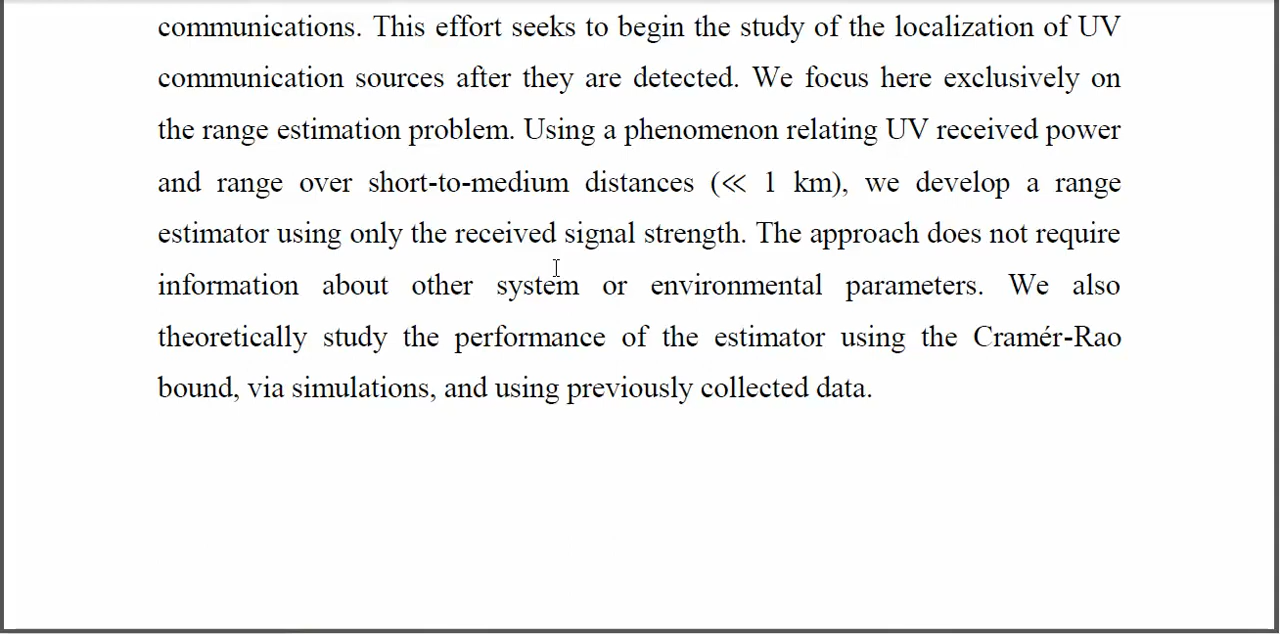 communications. This effort seeks to begin the study of the localization of UV
communication sources after they are detected. We focus here exclusively on
the range estimation problem. Using a phenomenon relating UV received power
and range over short-to-medium distances (≪ 1 km), we develop a range
estimator using only the received signal strength. The approach does not require
information about other system or environmental parameters. We also
theoretically study the performance of the estimator using the Cramér-Rao
bound, via simulations, and using previously collected data.